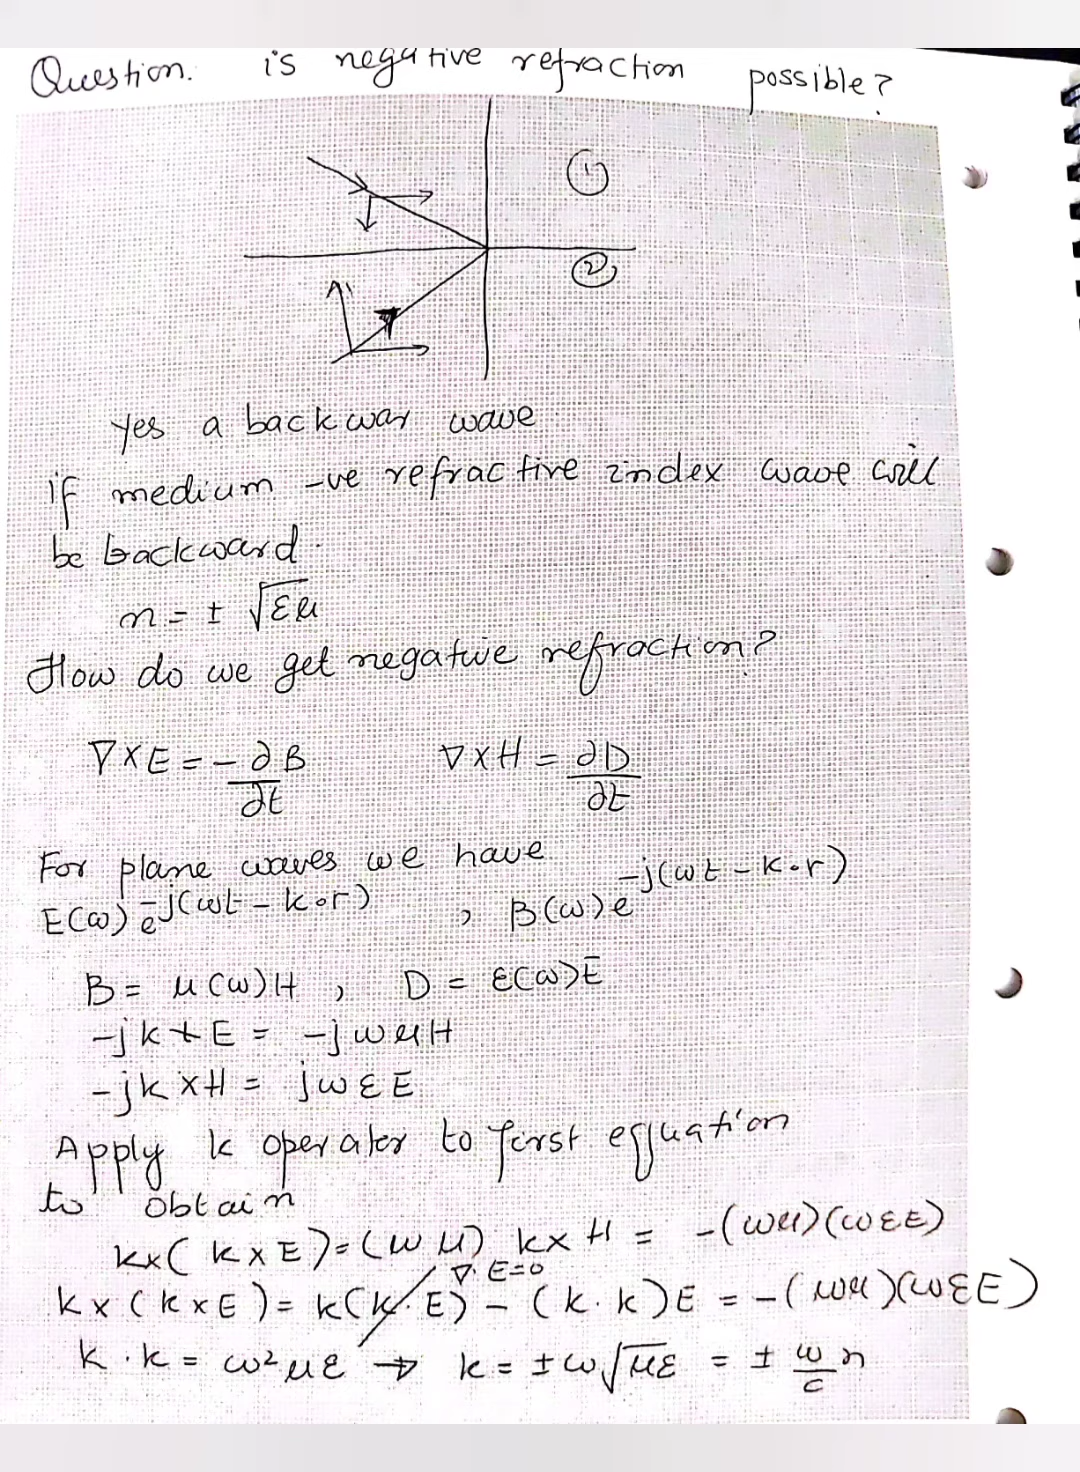 Question. is negative refraction possible?
①
②
Yes a backwar wave
if medium -ve refractive index wave will
be backward.
n = ± √εμ
How do we get negative refraction?
∇×E = -∂B/∂t ∇×H = ∂D/∂t
For plane waves we have
E(ω) e^-j(ωt - k·r) , B(ω) e^-j(ωt - k·r)
B = μ(ω)H , D = ε(ω)E
-jk×E = -jωμH
-jk×H = jωεE
Apply k operator to first equation
to obtain
k×(k×E) = (ωμ) k×H = -(ωμ)(ωεE)
∇·E=0
k×(k×E) = k(k·E) - (k·k)E = -(ωμ)(ωεE)
k·k = ω²με → k = ±ω√με = ± ω/c n